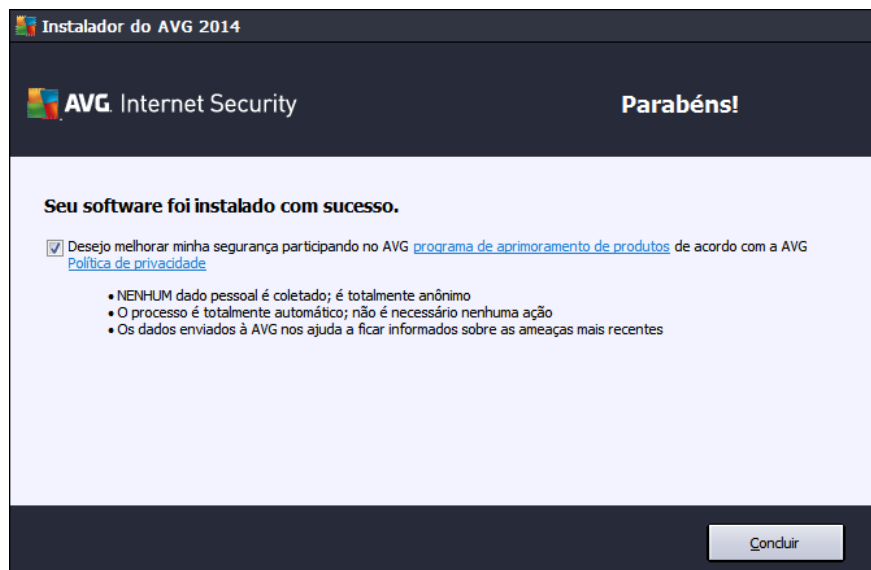 Instalador do AVG 2014
AVG. Internet Security
Parabéns!
Seu software foi instalado com sucesso.
Desejo melhorar minha segurança participando no AVG programa de aprimoramento de produtos de acordo com a AVG
Política de privacidade
• NENHUM dado pessoal é coletado; é totalmente anônimo
• O processo é totalmente automático; não é necessário nenhuma ação
• Os dados enviados à AVG nos ajuda a ficar informados sobre as ameaças mais recentes
Concluir